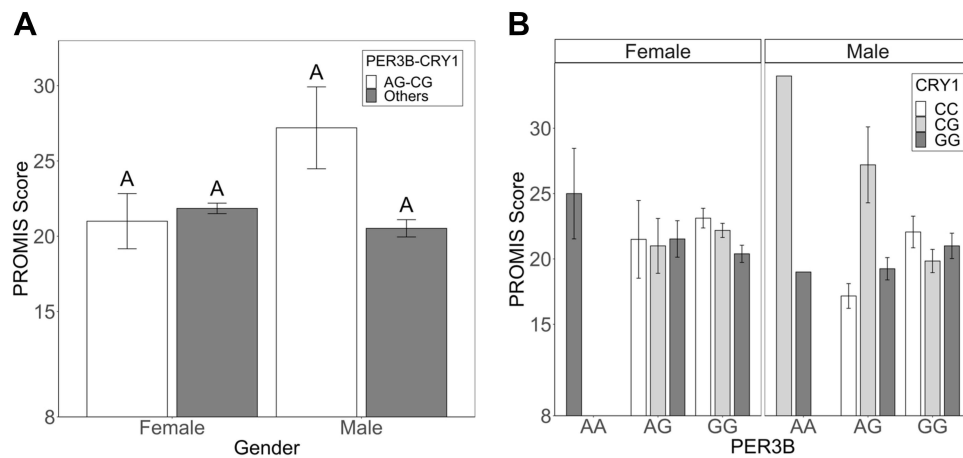 A
PROMIS Score
30
25
20
15
8
A
A
A
A
PER3B-CRY1
AG-CG
Others
Female
Male
Gender
B
Female
Male
PROMIS Score
30
25
20
15
8
CRY1
CC
CG
GG
AA
AG
GG
AA
AG
GG
PER3B